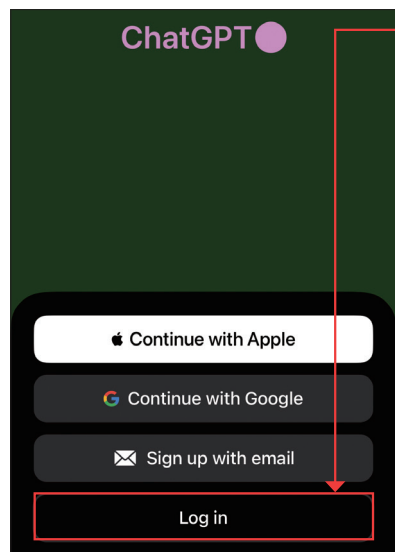 ChatGPT
Continue with Apple
Continue with Google
Sign up with email
Log in